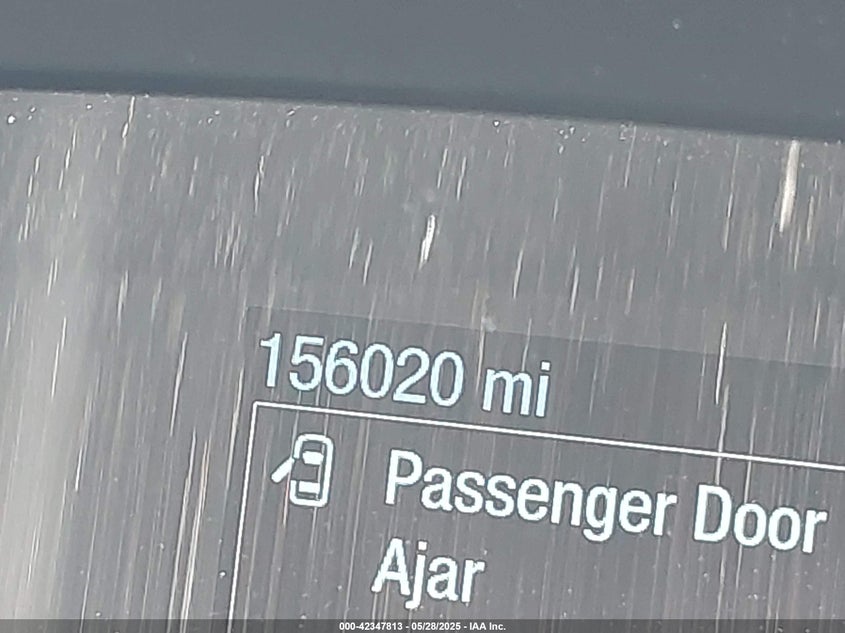 156020 mi
Passenger Door
Ajar
000-42347813 - 05/28/2025 - IAA Inc.